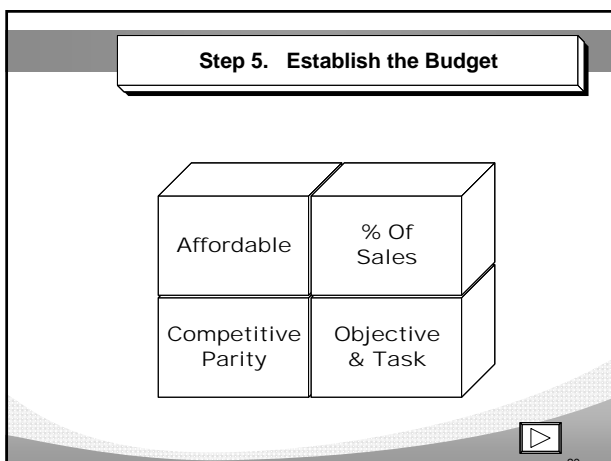 Step 5. Establish the Budget
Affordable
% Of
Sales
Competitive
Parity
Objective
& Task